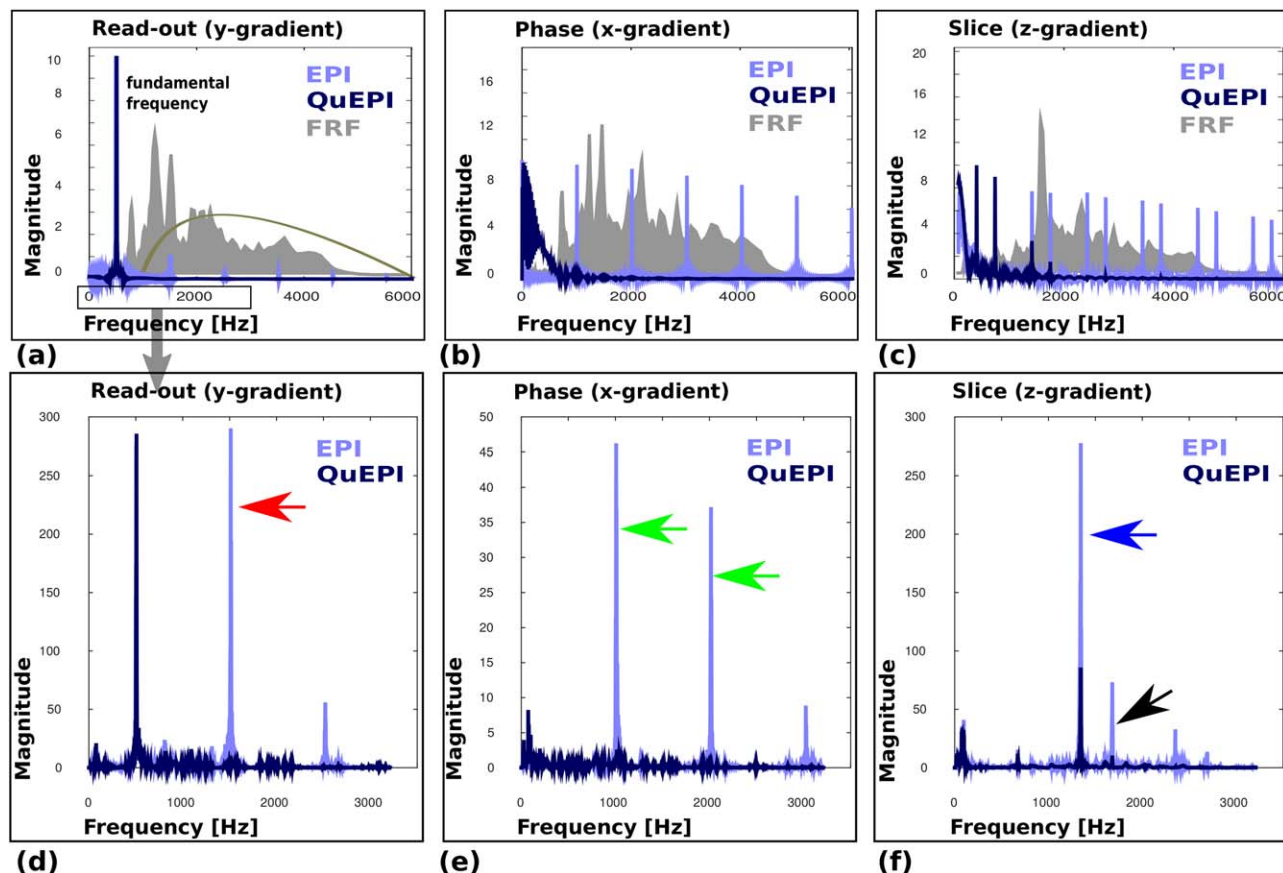 Read-out (y-gradient)
10
8
6
4
2
0
Magnitude
fundamental
frequency
EPI
QuEPI
FRF
0 2000 4000 6000
Frequency [Hz]
(a)
Phase (x-gradient)
16
12
8
4
0
Magnitude
EPI
QuEPI
FRF
0 2000 4000 6000
Frequency [Hz]
(b)
Slice (z-gradient)
20
16
12
8
4
0
Magnitude
EPI
QuEPI
FRF
0 2000 4000 6000
Frequency [Hz]
(c)
Read-out (y-gradient)
300
250
200
150
100
50
0
Magnitude
EPI
QuEPI
0 1000 2000 3000
Frequency [Hz]
(d)
Phase (x-gradient)
50
45
40
35
30
25
20
15
10
5
0
Magnitude
EPI
QuEPI
0 1000 2000 3000
Frequency [Hz]
(e)
Slice (z-gradient)
300
250
200
150
100
50
0
Magnitude
EPI
QuEPI
0 1000 2000 3000
Frequency [Hz]
(f)